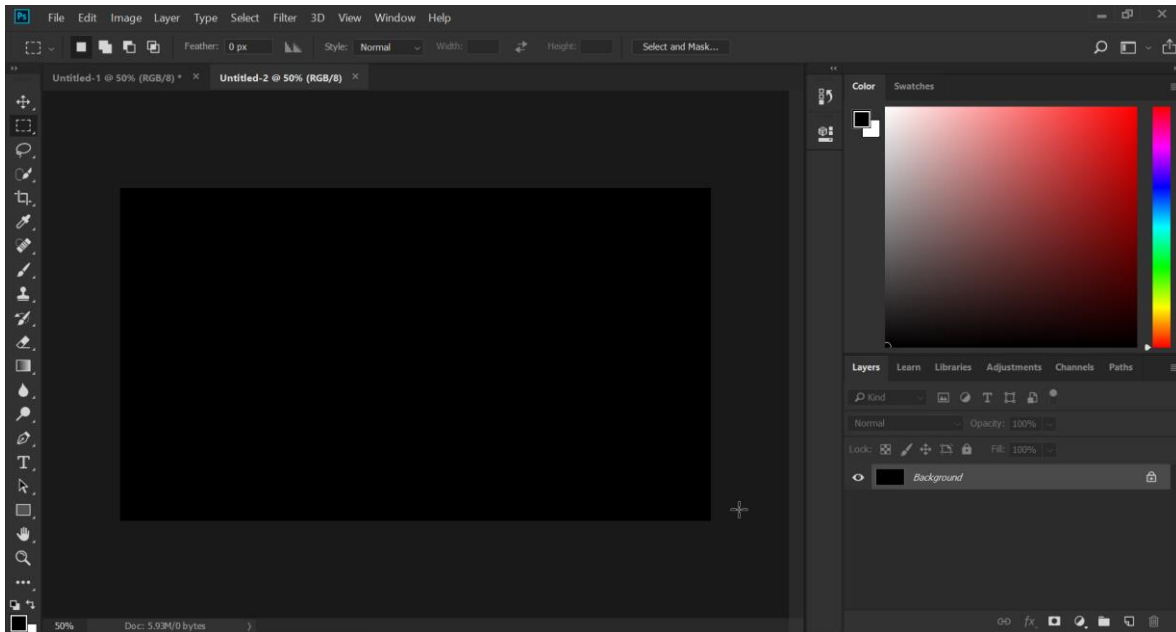 Ps File Edit Image Layer Type Select Filter 3D View Window Help
Feather: 0 px Style: Normal Width: Height: Select and Mask...
Untitled-1 @ 50% (RGB/8) * × Untitled-2 @ 50% (RGB/8) ×
Color Swatches
Layers Learn Libraries Adjustments Channels Paths
Kind
Normal Opacity: 100%
Lock: Fill: 100%
Background
50% Doc: 5.93M/0 bytes
fx